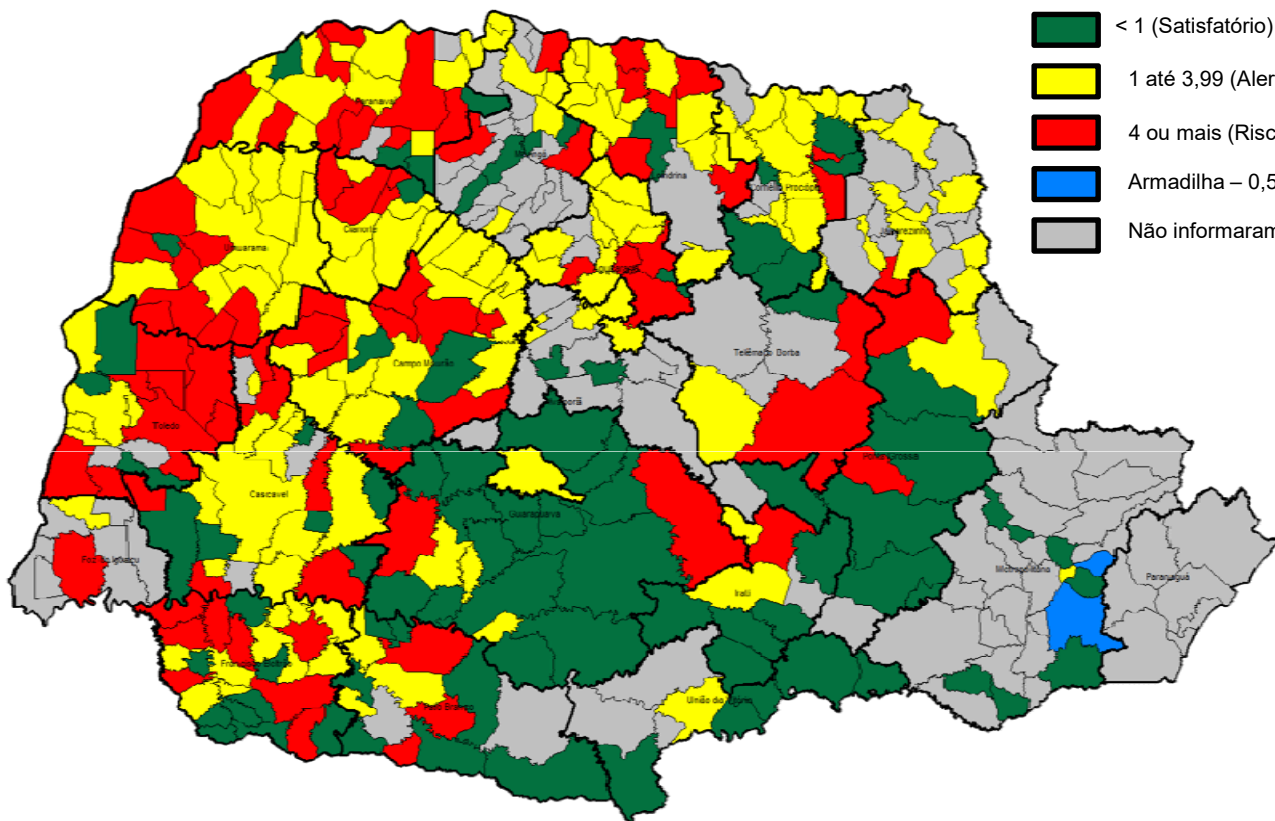 < 1 (Satisfatório)
1 até 3,99 (Aler
4 ou mais (Risc
Armadilha – 0,5
Não informaram
Paranavaí
Maringá
Londrina
Cornélio Procópio
Jacarezinho
Umuarama
Cianorte
Apucarana
Campo Mourão
Telêmaco Borba
Ivaiporã
Toledo
Ponta Grossa
Cascavel
Guarapuava
Foz do Iguaçu
Metropolitana
Paranaguá
Irati
Francisco Beltrão
União da Vitória
Pato Branco